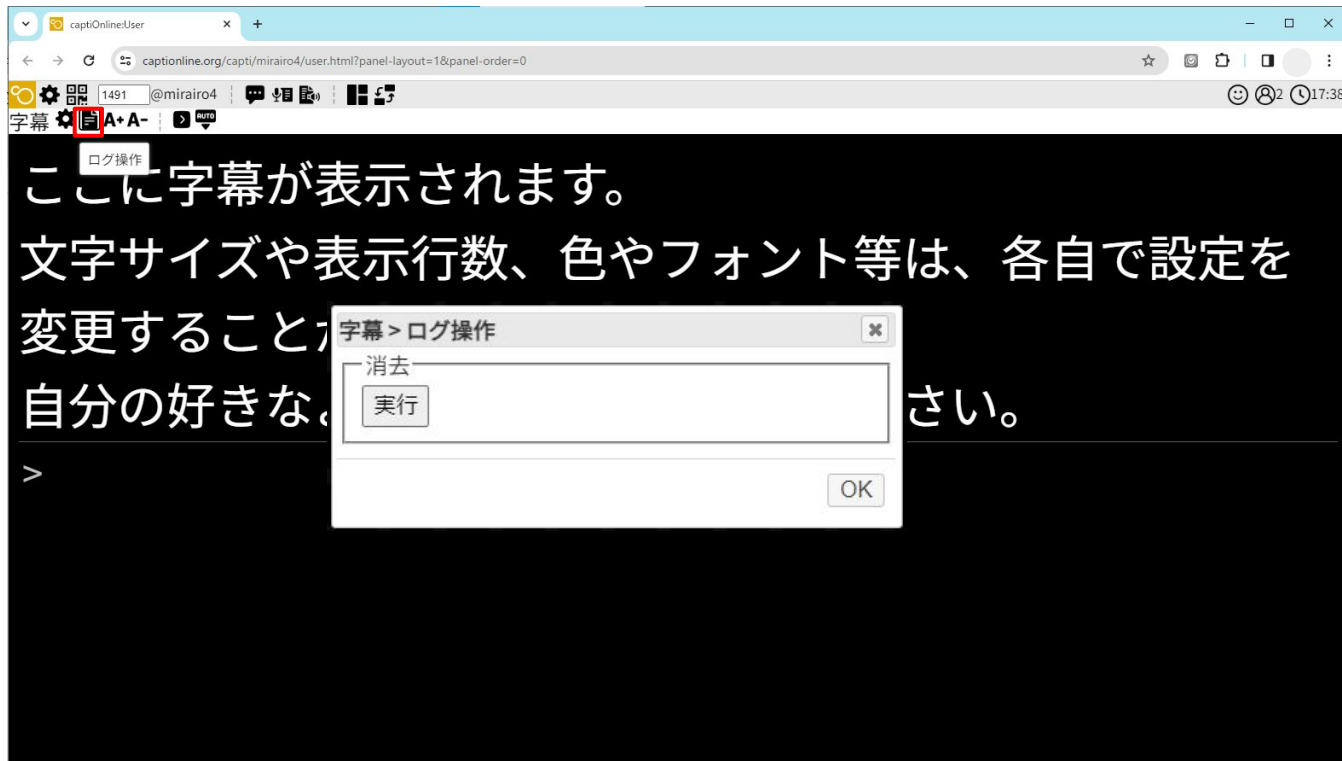 captiOnline:User
captionline.org/capti/mirairo4/user.html?panel-layout=1&panel-order=0
1491 @mirairo4 2 17:38
字幕 A+ A- AUTO
ログ操作
ここに字幕が表示されます。
文字サイズや表示行数、色やフォント等は、各自で設定を
変更すること
字幕 > ログ操作
自分の好きな
さい。
消去
実行
>
OK